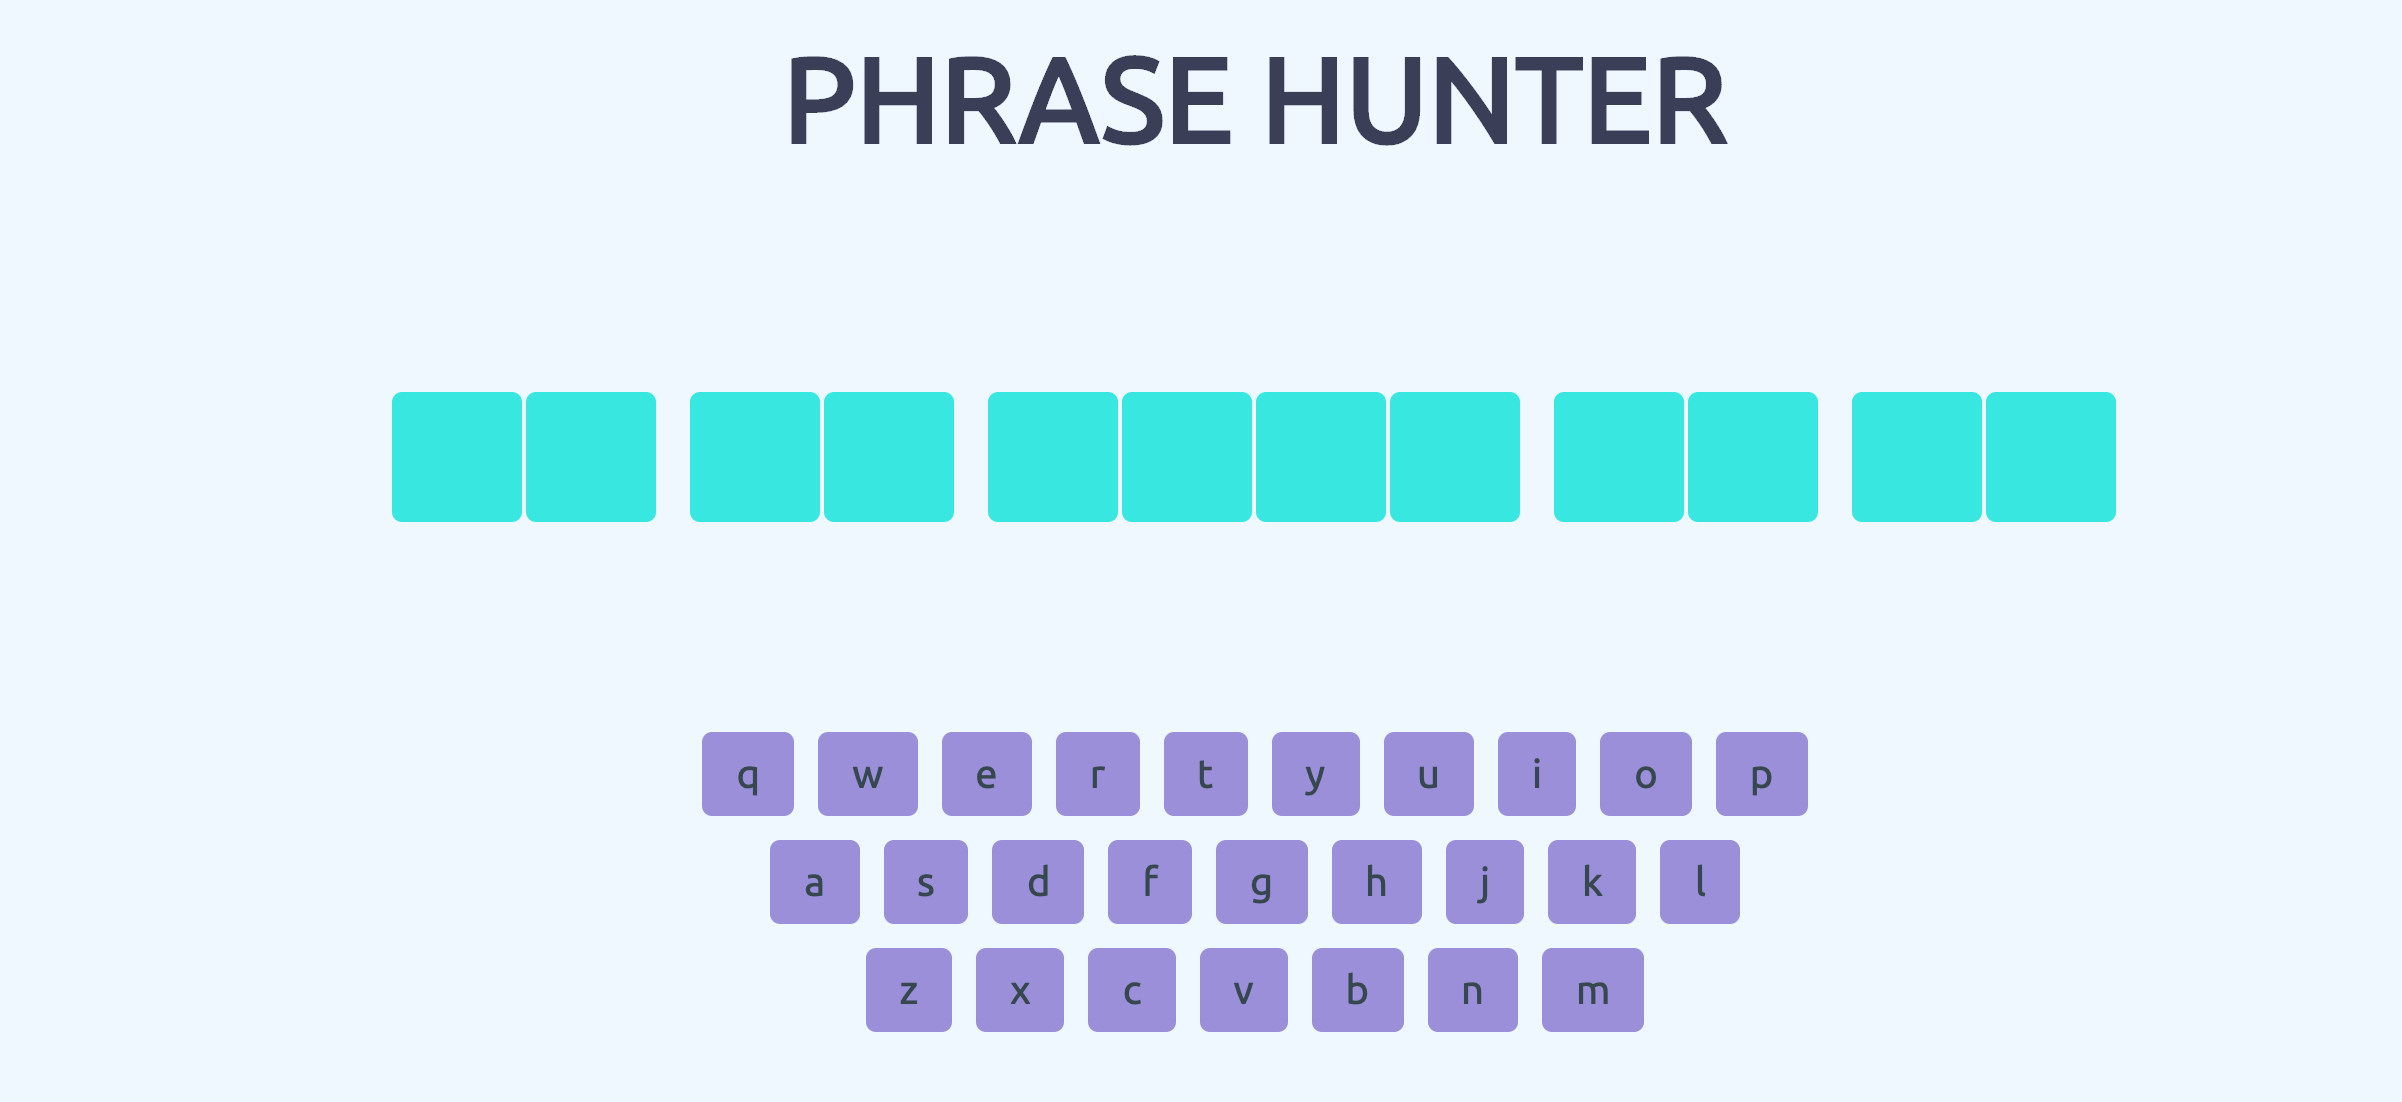 PHRASE HUNTER
q w e r t y u i o p
a s d f g h j k l
z x c v b n m